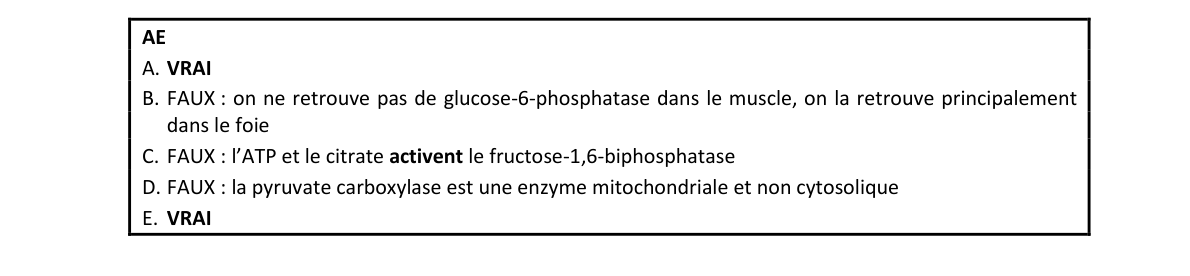 AE
A. VRAI
B. FAUX : on ne retrouve pas de glucose-6-phosphatase dans le muscle, on la retrouve principalement
dans le foie
C. FAUX : l’ATP et le citrate activent le fructose-1,6-biphosphatase
D. FAUX : la pyruvate carboxylase est une enzyme mitochondriale et non cytosolique
E. VRAI